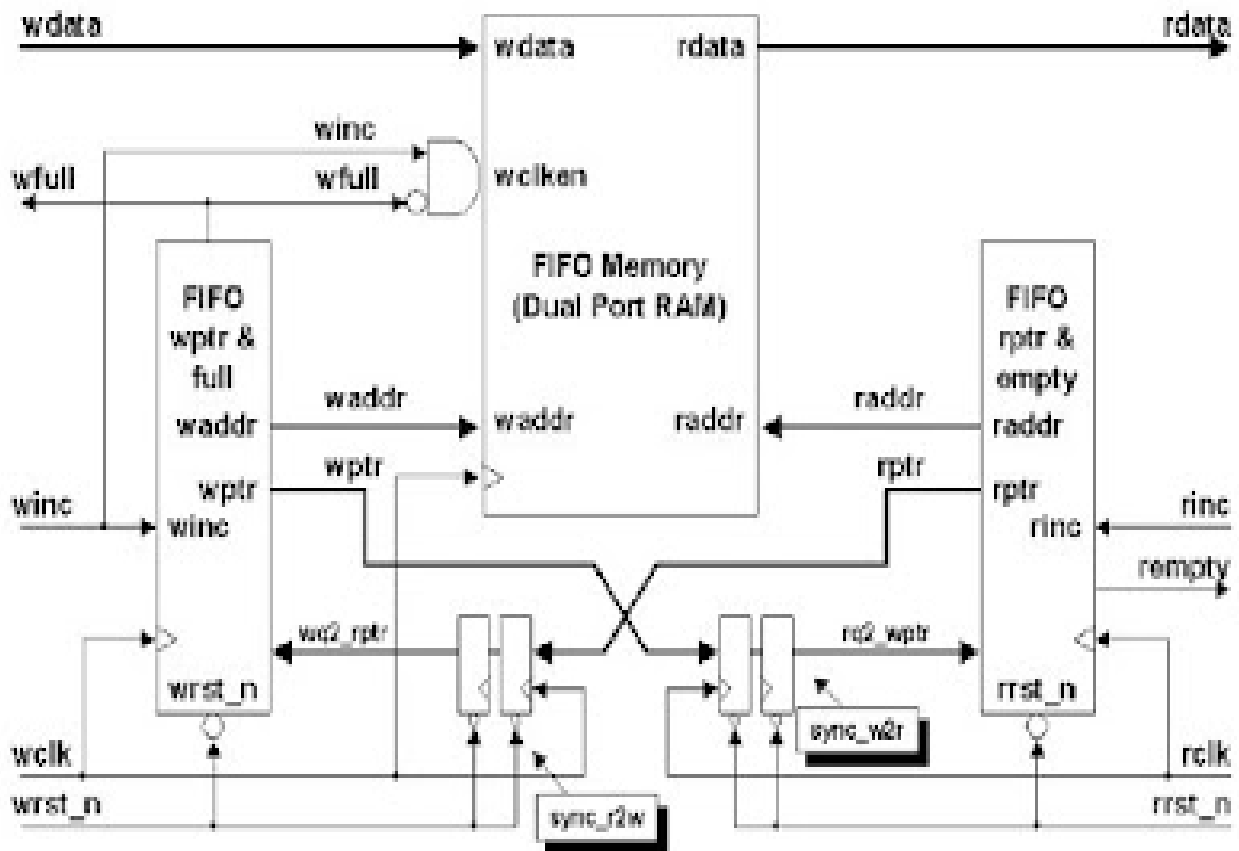 wdata
wdata
rdata
rdata
winc
wfull
wfull
wclken
FIFO Memory
(Dual Port RAM)
FIFO
wptr &
full
FIFO
rptr &
empty
waddr
waddr
waddr
raddr
raddr
raddr
wptr
wptr
rptr
rptr
winc
winc
rinc
rinc
rempty
wq2_rptr
rq2_wptr
wrst_n
rrst_n
sync_w2r
wclk
rclk
wrst_n
sync_r2w
rrst_n